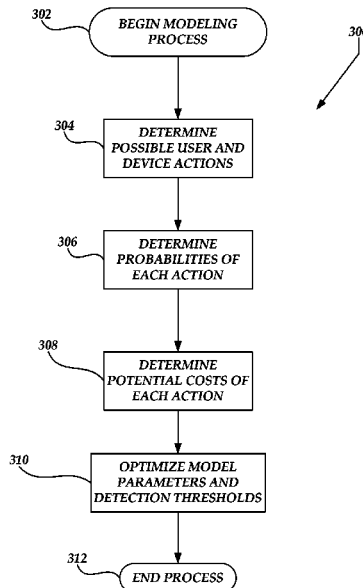 302
BEGIN MODELING
PROCESS
304
DETERMINE
POSSIBLE USER AND
DEVICE ACTIONS
306
DETERMINE
PROBABILITIES OF
EACH ACTION
308
DETERMINE
POTENTIAL COSTS OF
EACH ACTION
310
OPTIMIZE MODEL
PARAMETERS AND
DETECTION THRESHOLDS
312
END PROCESS